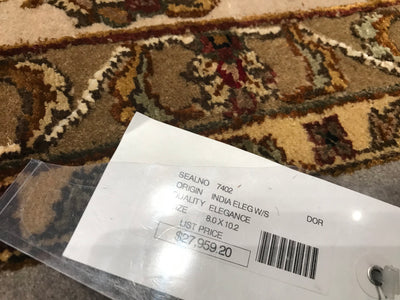 SEALNO 7402
ORIGIN INDIA ELEG W/S DOR
QUALITY ELEGANCE
SIZE 8.0 X 10.2
LIST PRICE
$27,959.20